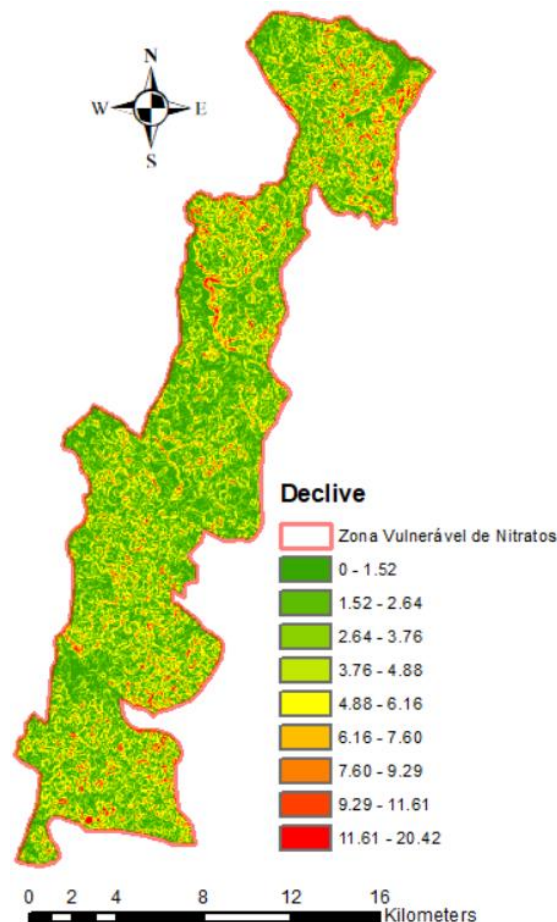 N
W E
S
Declive
Zona Vulnerável de Nitratos
0 - 1.52
1.52 - 2.64
2.64 - 3.76
3.76 - 4.88
4.88 - 6.16
6.16 - 7.60
7.60 - 9.29
9.29 - 11.61
11.61 - 20.42
0 2 4 8 12 16
Kilometers